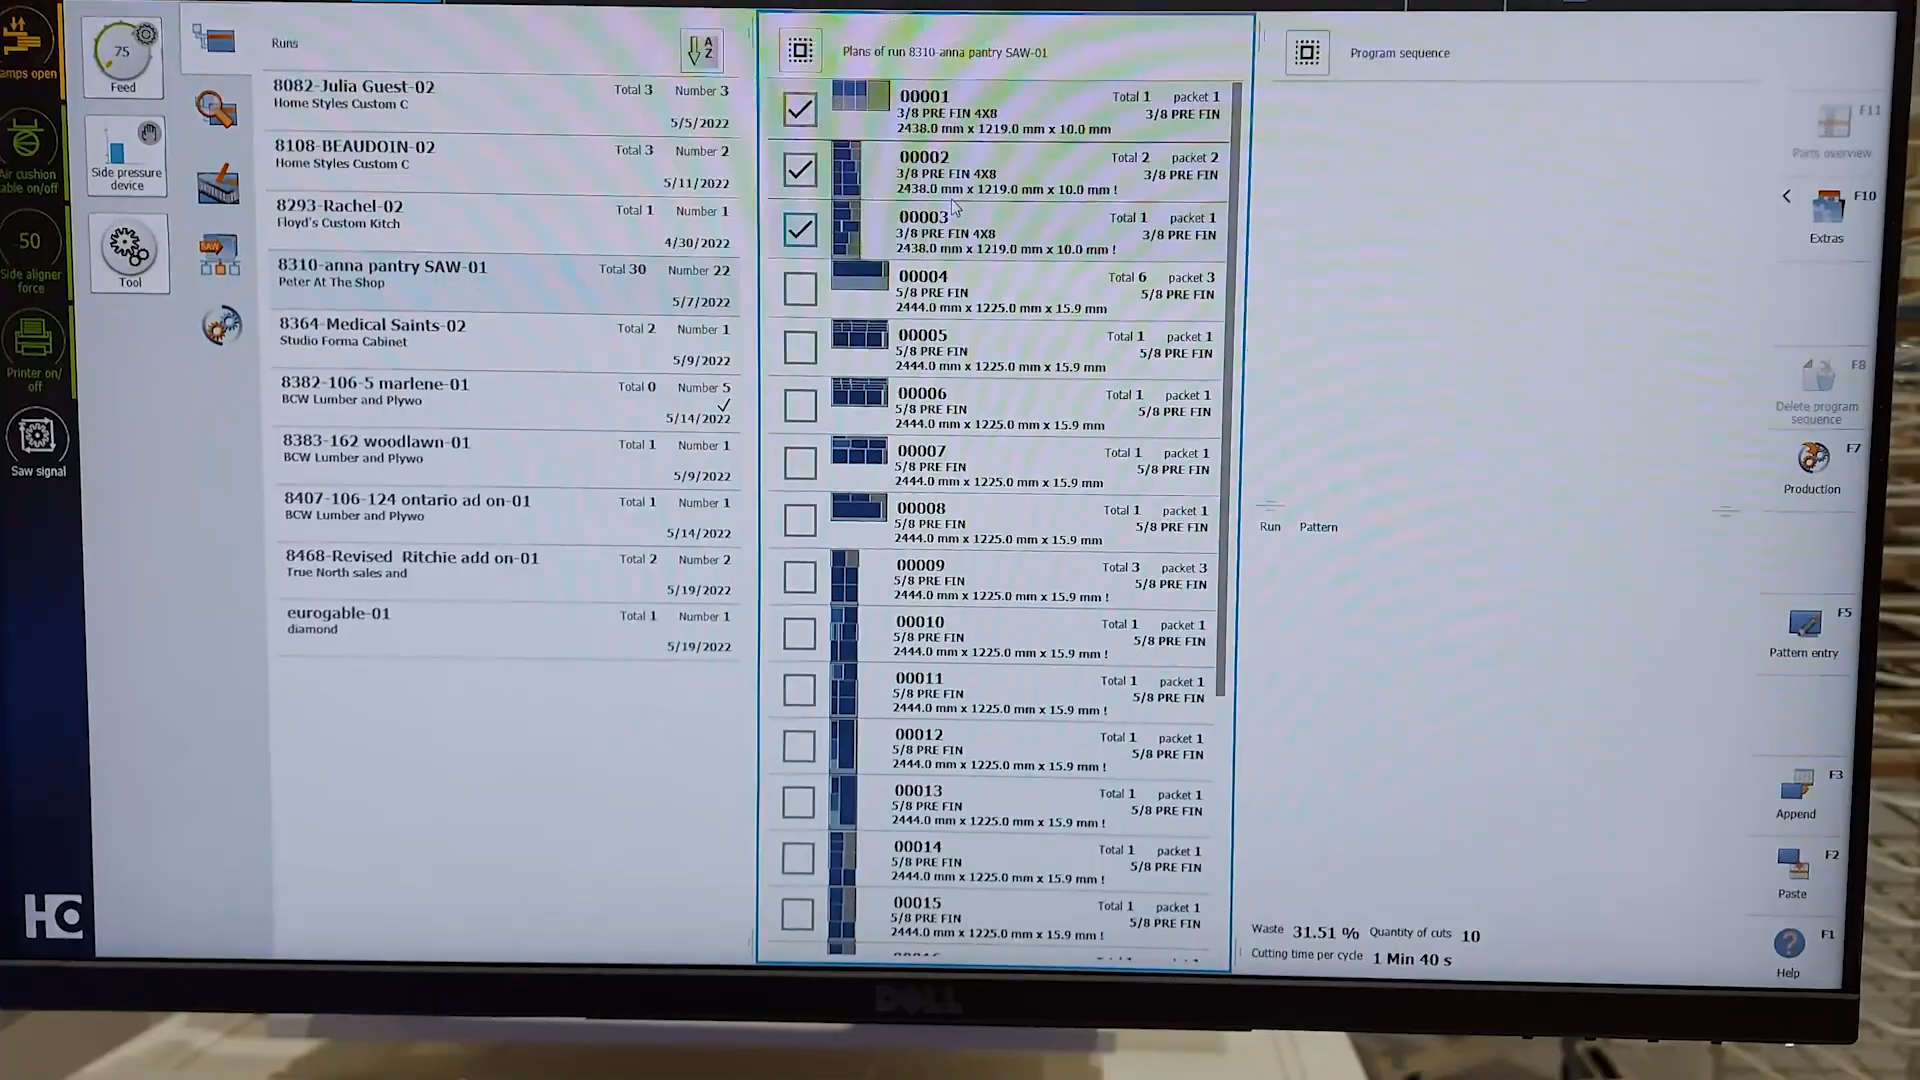 amps open
Air cushion
able on/off
50
Side aligner
force
Printer on/
off
Saw signal
75
Feed
Side pressure
device
Tool
Runs
A
Z
8082-Julia Guest-02 Total 3 Number 3
Home Styles Custom C
5/5/2022
8108-BEAUDOIN-02 Total 3 Number 2
Home Styles Custom C
5/11/2022
8293-Rachel-02 Total 1 Number 1
Floyd's Custom Kitch
4/30/2022
8310-anna pantry SAW-01 Total 30 Number 22
Peter At The Shop
5/7/2022
8364-Medical Saints-02 Total 2 Number 1
Studio Forma Cabinet
5/9/2022
8382-106-5 marlene-01 Total 0 Number 5
BCW Lumber and Plywo
5/14/2022
8383-162 woodlawn-01 Total 1 Number 1
BCW Lumber and Plywo
5/9/2022
8407-106-124 ontario ad on-01 Total 1 Number 1
BCW Lumber and Plywo
5/14/2022
8468-Revised Ritchie add on-01 Total 2 Number 2
True North sales and
5/19/2022
eurogable-01 Total 1 Number 1
diamond
5/19/2022
SAW
Plans of run 8310-anna pantry SAW-01
00001 Total 1 packet 1
3/8 PRE FIN 4X8 3/8 PRE FIN
2438.0 mm x 1219.0 mm x 10.0 mm
00002 Total 2 packet 2
3/8 PRE FIN 4X8 3/8 PRE FIN
2438.0 mm x 1219.0 mm x 10.0 mm !
00003 Total 1 packet 1
3/8 PRE FIN 4X8 3/8 PRE FIN
2438.0 mm x 1219.0 mm x 10.0 mm !
00004 Total 6 packet 3
5/8 PRE FIN 5/8 PRE FIN
2444.0 mm x 1225.0 mm x 15.9 mm
00005 Total 1 packet 1
5/8 PRE FIN 5/8 PRE FIN
2444.0 mm x 1225.0 mm x 15.9 mm
00006 Total 1 packet 1
5/8 PRE FIN 5/8 PRE FIN
2444.0 mm x 1225.0 mm x 15.9 mm
00007 Total 1 packet 1
5/8 PRE FIN 5/8 PRE FIN
2444.0 mm x 1225.0 mm x 15.9 mm
00008 Total 1 packet 1
5/8 PRE FIN 5/8 PRE FIN
2444.0 mm x 1225.0 mm x 15.9 mm
00009 Total 3 packet 3
5/8 PRE FIN 5/8 PRE FIN
2444.0 mm x 1225.0 mm x 15.9 mm !
00010 Total 1 packet 1
5/8 PRE FIN 5/8 PRE FIN
2444.0 mm x 1225.0 mm x 15.9 mm !
00011 Total 1 packet 1
5/8 PRE FIN 5/8 PRE FIN
2444.0 mm x 1225.0 mm x 15.9 mm !
00012 Total 1 packet 1
5/8 PRE FIN 5/8 PRE FIN
2444.0 mm x 1225.0 mm x 15.9 mm !
00013 Total 1 packet 1
5/8 PRE FIN 5/8 PRE FIN
2444.0 mm x 1225.0 mm x 15.9 mm !
00014 Total 1 packet 1
5/8 PRE FIN 5/8 PRE FIN
2444.0 mm x 1225.0 mm x 15.9 mm !
00015 Total 1 packet 1
5/8 PRE FIN 5/8 PRE FIN
2444.0 mm x 1225.0 mm x 15.9 mm !
Program sequence
Run Pattern
Waste 31.51 % Quantity of cuts 10
Cutting time per cycle 1 Min 40 s
F11
Parts overview
F10
Extras
F8
Delete program
sequence
F7
Production
F5
Pattern entry
F3
Append
F2
Paste
F1
?
Help
DELL